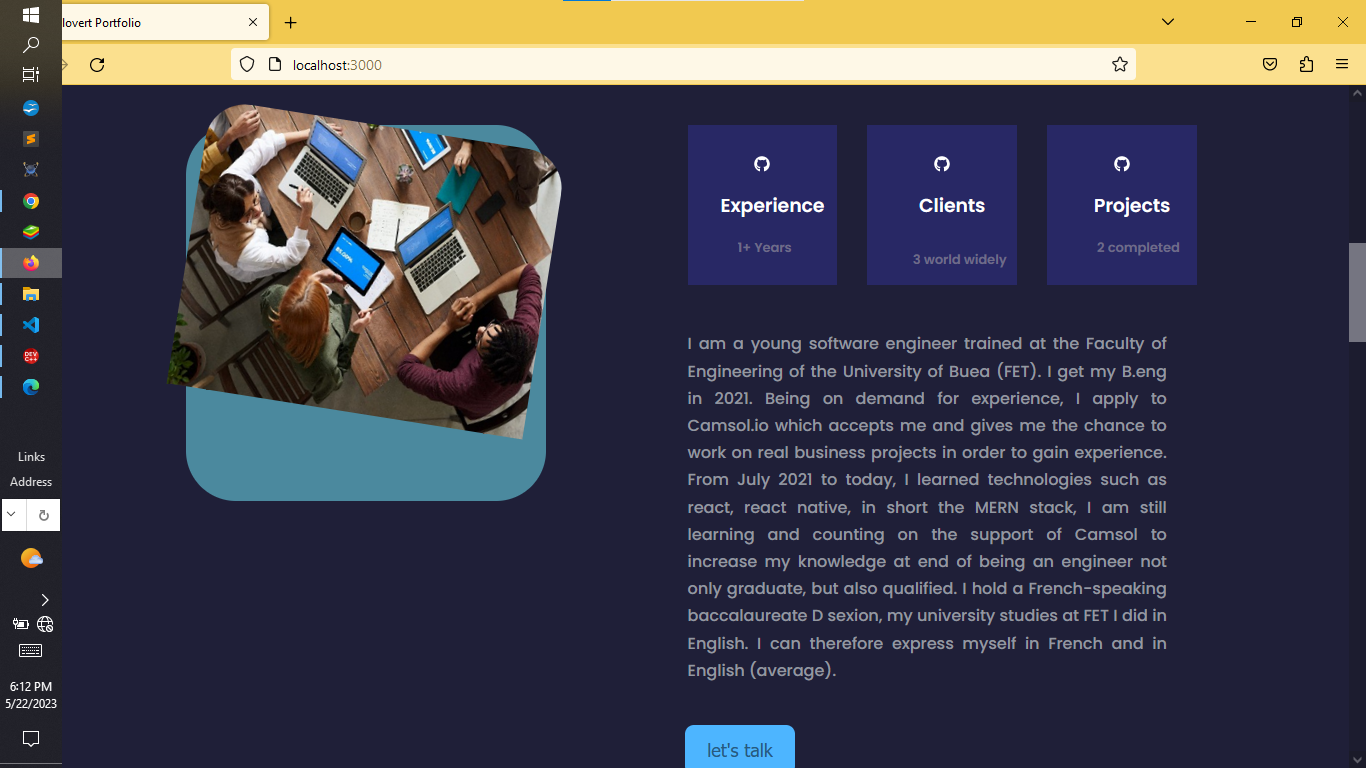 lovert Portfolio
localhost:3000
Experience
1+ Years
Clients
3 world widely
Projects
2 completed
I am a young software engineer trained at the Faculty of
Engineering of the University of Buea (FET). I get my B.eng
in 2021. Being on demand for experience, I apply to
Camsol.io which accepts me and gives me the chance to
work on real business projects in order to gain experience.
From July 2021 to today, I learned technologies such as
react, react native, in short the MERN stack, I am still
learning and counting on the support of Camsol to
increase my knowledge at end of being an engineer not
only graduate, but also qualified. I hold a French-speaking
baccalaureate D sexion, my university studies at FET I did in
English. I can therefore express myself in French and in
English (average).
let's talk
DEV
C++
Links
Address
6:12 PM
5/22/2023